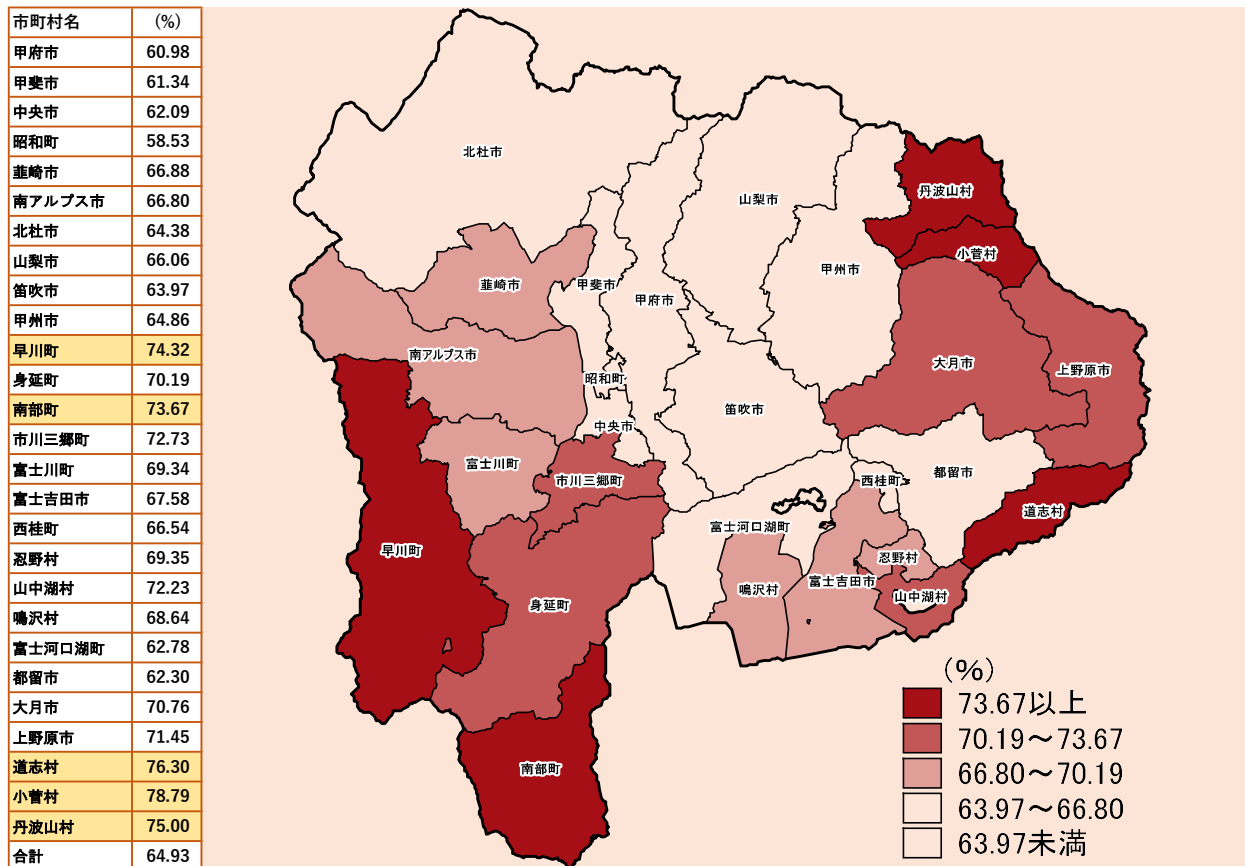 市町村名 (%)
甲府市 60.98
甲斐市 61.34
中央市 62.09
昭和町 58.53
韮崎市 66.88
南アルプス市 66.80
北杜市 64.38
山梨市 66.06
笛吹市 63.97
甲州市 64.86
早川町 74.32
身延町 70.19
南部町 73.67
市川三郷町 72.73
富士川町 69.34
富士吉田市 67.58
西桂町 66.54
忍野村 69.35
山中湖村 72.23
鳴沢村 68.64
富士河口湖町 62.78
都留市 62.30
大月市 70.76
上野原市 71.45
道志村 76.30
小菅村 78.79
丹波山村 75.00
合計 64.93
北杜市
丹波山村
山梨市
小菅村
甲州市
韮崎市
甲斐市
甲府市
南アルプス市
大月市
上野原市
昭和町
笛吹市
中央市
富士川町
市川三郷町
都留市
西桂町
道志村
富士河口湖町
早川町
忍野村
鳴沢村
富士吉田市
山中湖村
身延町
南部町
(%)
73.67以上
70.19～73.67
66.80～70.19
63.97～66.80
63.97未満